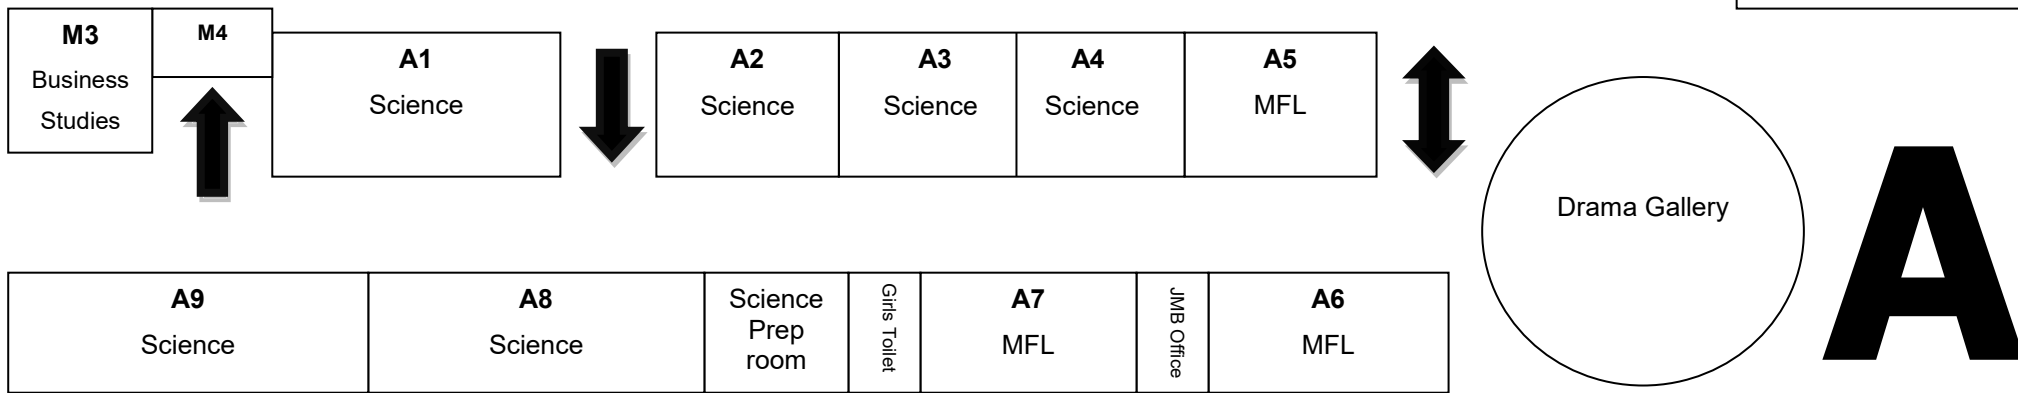 M3
Business
Studies
M4
A1
Science
A2
Science
A3
Science
A4
Science
A5
MFL
Drama Gallery
A
A9
Science
A8
Science
Science
Prep
room
Girls Toilet
A7
MFL
JMB Office
A6
MFL